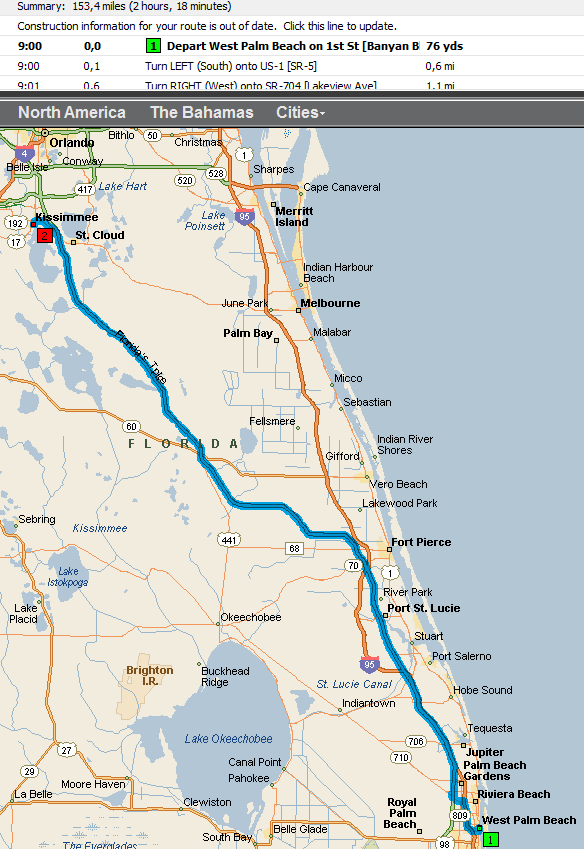 Summary: 153,4 miles (2 hours, 18 minutes)
Construction information for your route is out of date. Click this line to update.
9:00 0,0 1 Depart West Palm Beach on 1st St [Banyan Bl 76 yds
9:00 0,1 Turn LEFT (South) onto US-1 [SR-5] 0,6 mi
9:01 0,6 Turn RIGHT (West) onto SR-704 [Lakeview Ave] 1,1 mi
North America The Bahamas Cities
Bithlo 50 Christmas
Orlando
4
Conway
Belle Isle
1
Sharpes
528
520
417
Lake Hart
Cape Canaveral
192
Kissimmee
Lake
Poinsett
95
Merritt
Island
17
2
St. Cloud
Indian Harbour
Beach
June Park
Melbourne
Palm Bay
Malabar
Florida's Tpke
Micco
Sebastian
60
Fellsmere
FLORIDA
Indian River
Shores
Gifford
Vero Beach
Lakewood Park
Sebring
Kissimmee
441
68
Fort Pierce
70
1
Lake
Istokpoga
River Park
Lake
Placid
Port St. Lucie
Okeechobee
Stuart
Port Salerno
95
Brighton
I.R.
Buckhead
Ridge
St. Lucie Canal
Hobe Sound
Indiantown
Tequesta
Lake Okeechobee
706
27
710
Jupiter
Canal Point
Palm Beach
Gardens
29
Pahokee
Moore Haven
La Belle
Riviera Beach
Clewiston
Royal
Palm
Beach
809
West Palm Beach
Belle Glade
South Bay
98
1
The Everglades